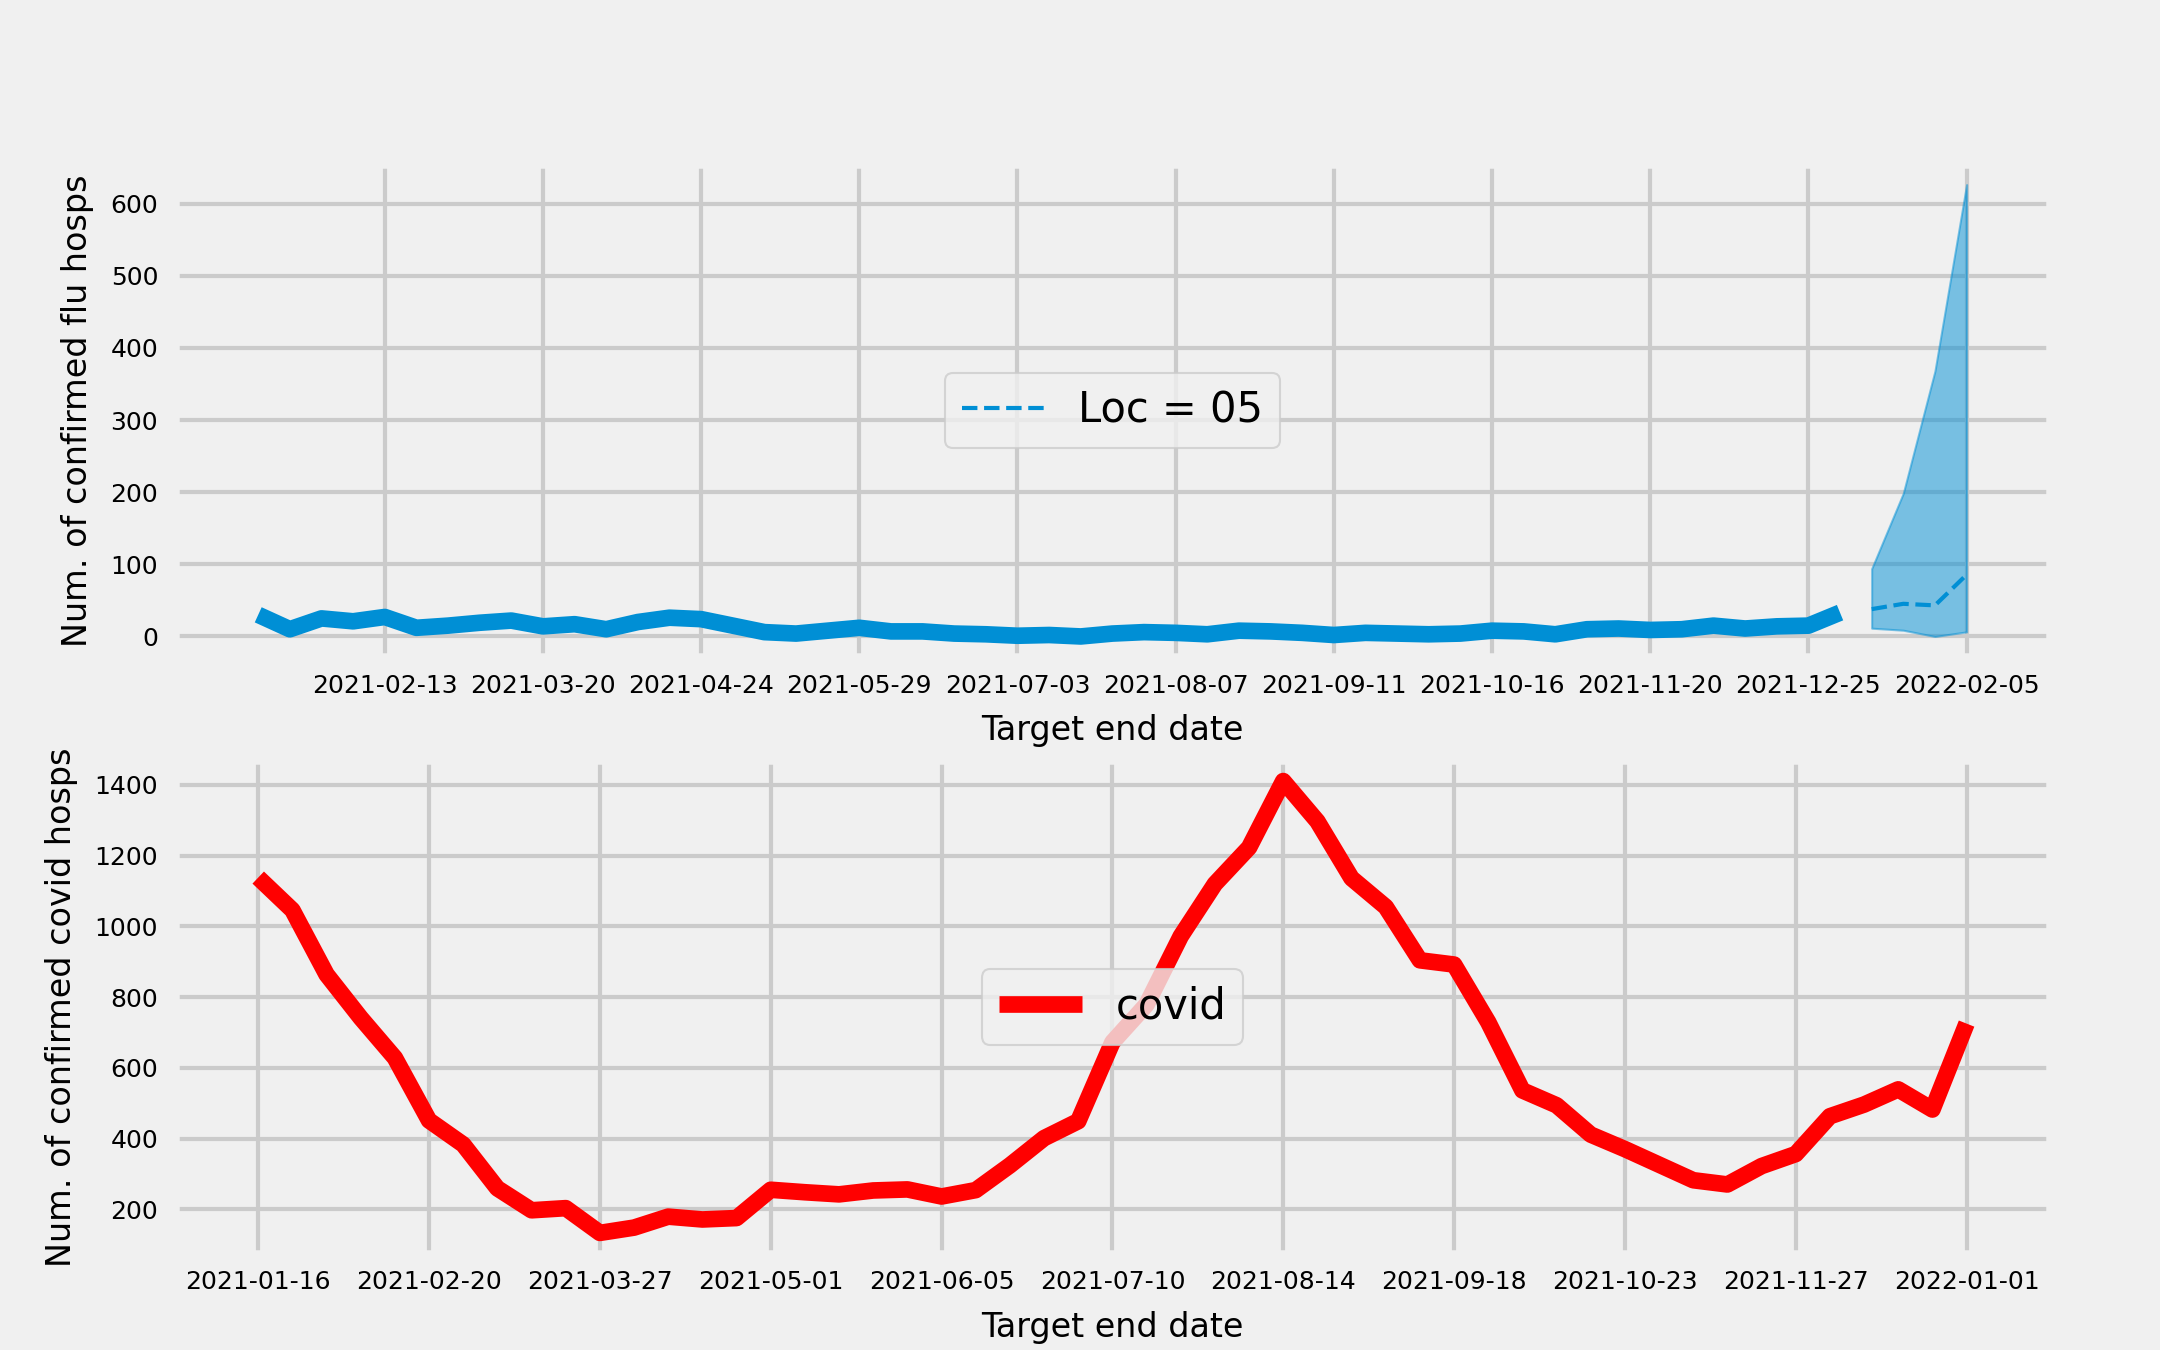 Num. of confirmed flu hosps
600
500
400
300
200
100
0
Loc = 05
2021-02-13 2021-03-20 2021-04-24 2021-05-29 2021-07-03 2021-08-07 2021-09-11 2021-10-16 2021-11-20 2021-12-25 2022-02-05
Target end date
Num. of confirmed covid hosps
1400
1200
1000
800
600
400
200
covid
2021-01-16 2021-02-20 2021-03-27 2021-05-01 2021-06-05 2021-07-10 2021-08-14 2021-09-18 2021-10-23 2021-11-27 2022-01-01
Target end date